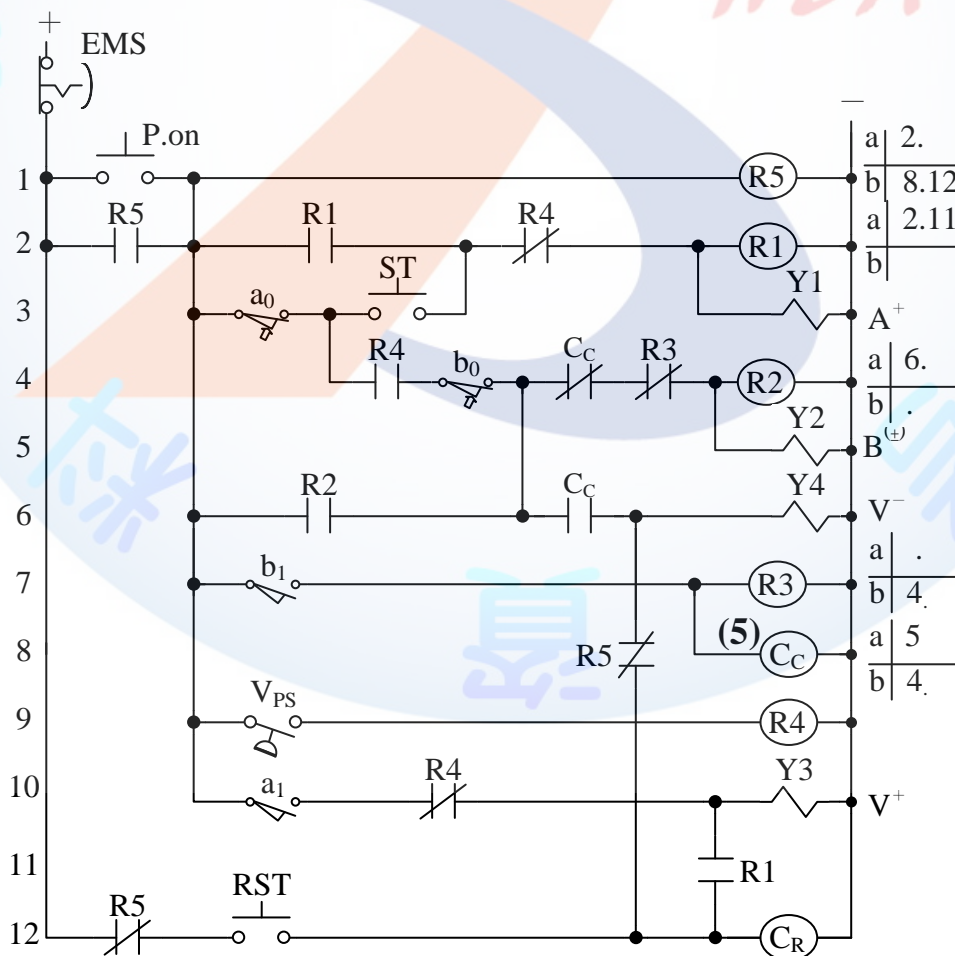 +
EMS
—
P.on
a 2.
1
R5
b 8.12
R5
R1
R4
a 2.11
2
R1
b
ST
Y1
a0
3
A+
R4
b0
CC
R3
a 6.
4
R2
b .
Y2
5
B(±)
R2
CC
Y4
6
V−
b1
a .
7
R3
b 4.
(5)
a 5
8
R5
CC
b 4.
VPS
9
R4
a1
R4
Y3
10
V+
11
R1
R5
RST
12
CR